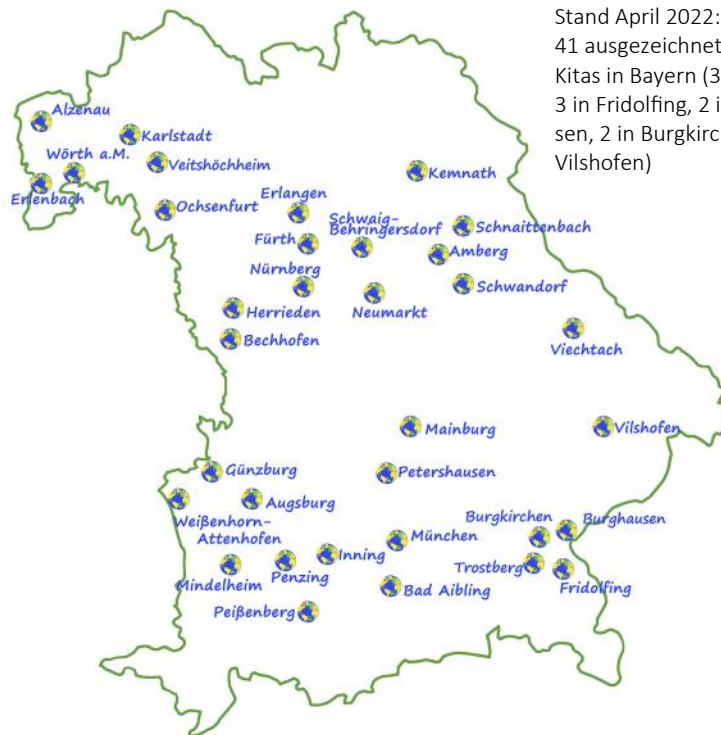 Stand April 2022:
41 ausgezeichnet
Kitas in Bayern (3
3 in Fridolfing, 2 i
sen, 2 in Burgkirc
Vilshofen)
Alzenau
Karlstadt
Wörth a.M.
Veitshöchheim
Erlenbach
Kemnath
Ochsenfurt
Erlangen
Schwaig-
Behringersdorf
Schnaittenbach
Fürth
Amberg
Nürnberg
Schwandorf
Neumarkt
Herrieden
Bechhofen
Viechtach
Mainburg
Vilshofen
Günzburg
Petershausen
Augsburg
Weißenhorn-
Attenhofen
Burgkirchen
Burghausen
München
Inning
Penzing
Mindelheim
Trostberg
Fridolfing
Bad Aibling
Peißenberg